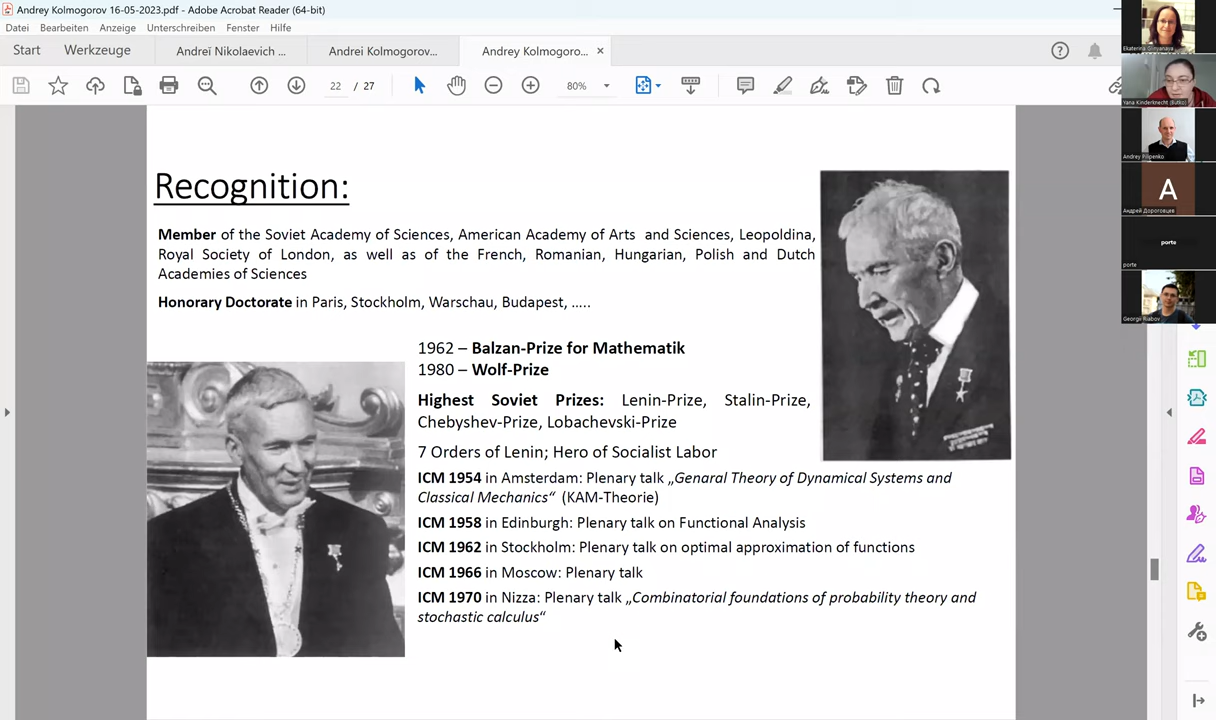 Andrey Kolmogorov 16-05-2023.pdf - Adobe Acrobat Reader (64-bit)
Datei Bearbeiten Anzeige Unterschreiben Fenster Hilfe
Start Werkzeuge Andreï Nikolaevich ... Andrei Kolmogorov... Andrey Kolmogoro... ×
22 / 27 80%
Recognition:
Member of the Soviet Academy of Sciences, American Academy of Arts and Sciences, Leopoldina,
Royal Society of London, as well as of the French, Romanian, Hungarian, Polish and Dutch
Academies of Sciences
Honorary Doctorate in Paris, Stockholm, Warschau, Budapest, .....
1962 – Balzan-Prize for Mathematik
1980 – Wolf-Prize
Highest Soviet Prizes: Lenin-Prize, Stalin-Prize,
Chebyshev-Prize, Lobachevski-Prize
7 Orders of Lenin; Hero of Socialist Labor
ICM 1954 in Amsterdam: Plenary talk „Genaral Theory of Dynamical Systems and
Classical Mechanics“ (KAM-Theorie)
ICM 1958 in Edinburgh: Plenary talk on Functional Analysis
ICM 1962 in Stockholm: Plenary talk on optimal approximation of functions
ICM 1966 in Moscow: Plenary talk
ICM 1970 in Nizza: Plenary talk „Combinatorial foundations of probability theory and
stochastic calculus“
Yana Kinderknecht (Butko)
Andrey Pilipenko
A
Андрей Дороговцев
porte
porte
Georgii Riabov